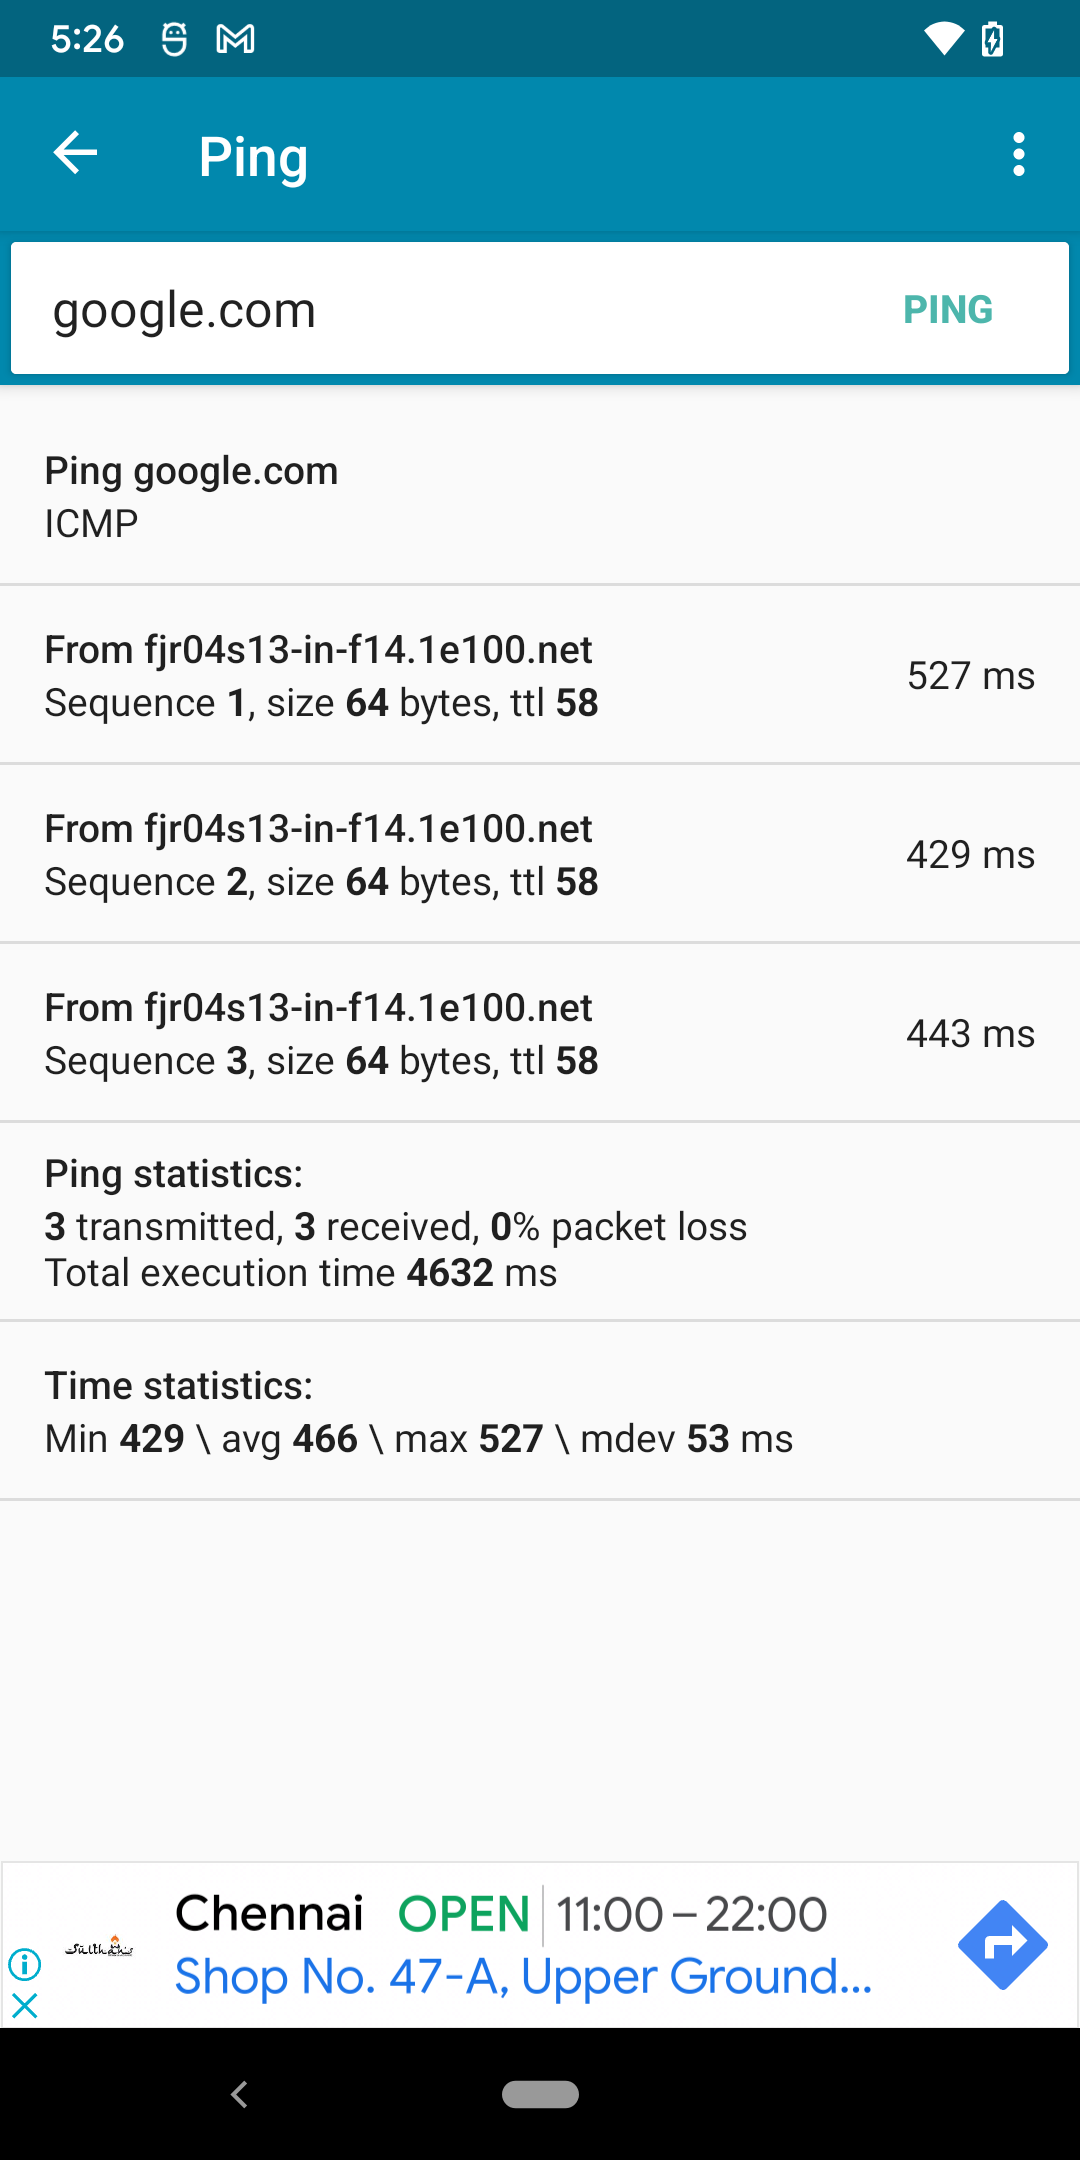 5:26
Ping
google.com PING
Ping google.com
ICMP
From fjr04s13-in-f14.1e100.net
Sequence 1, size 64 bytes, ttl 58
527 ms
From fjr04s13-in-f14.1e100.net
Sequence 2, size 64 bytes, ttl 58
429 ms
From fjr04s13-in-f14.1e100.net
Sequence 3, size 64 bytes, ttl 58
443 ms
Ping statistics:
3 transmitted, 3 received, 0% packet loss
Total execution time 4632 ms
Time statistics:
Min 429 \ avg 466 \ max 527 \ mdev 53 ms
Chennai OPEN 11:00 – 22:00
Shop No. 47-A, Upper Ground...